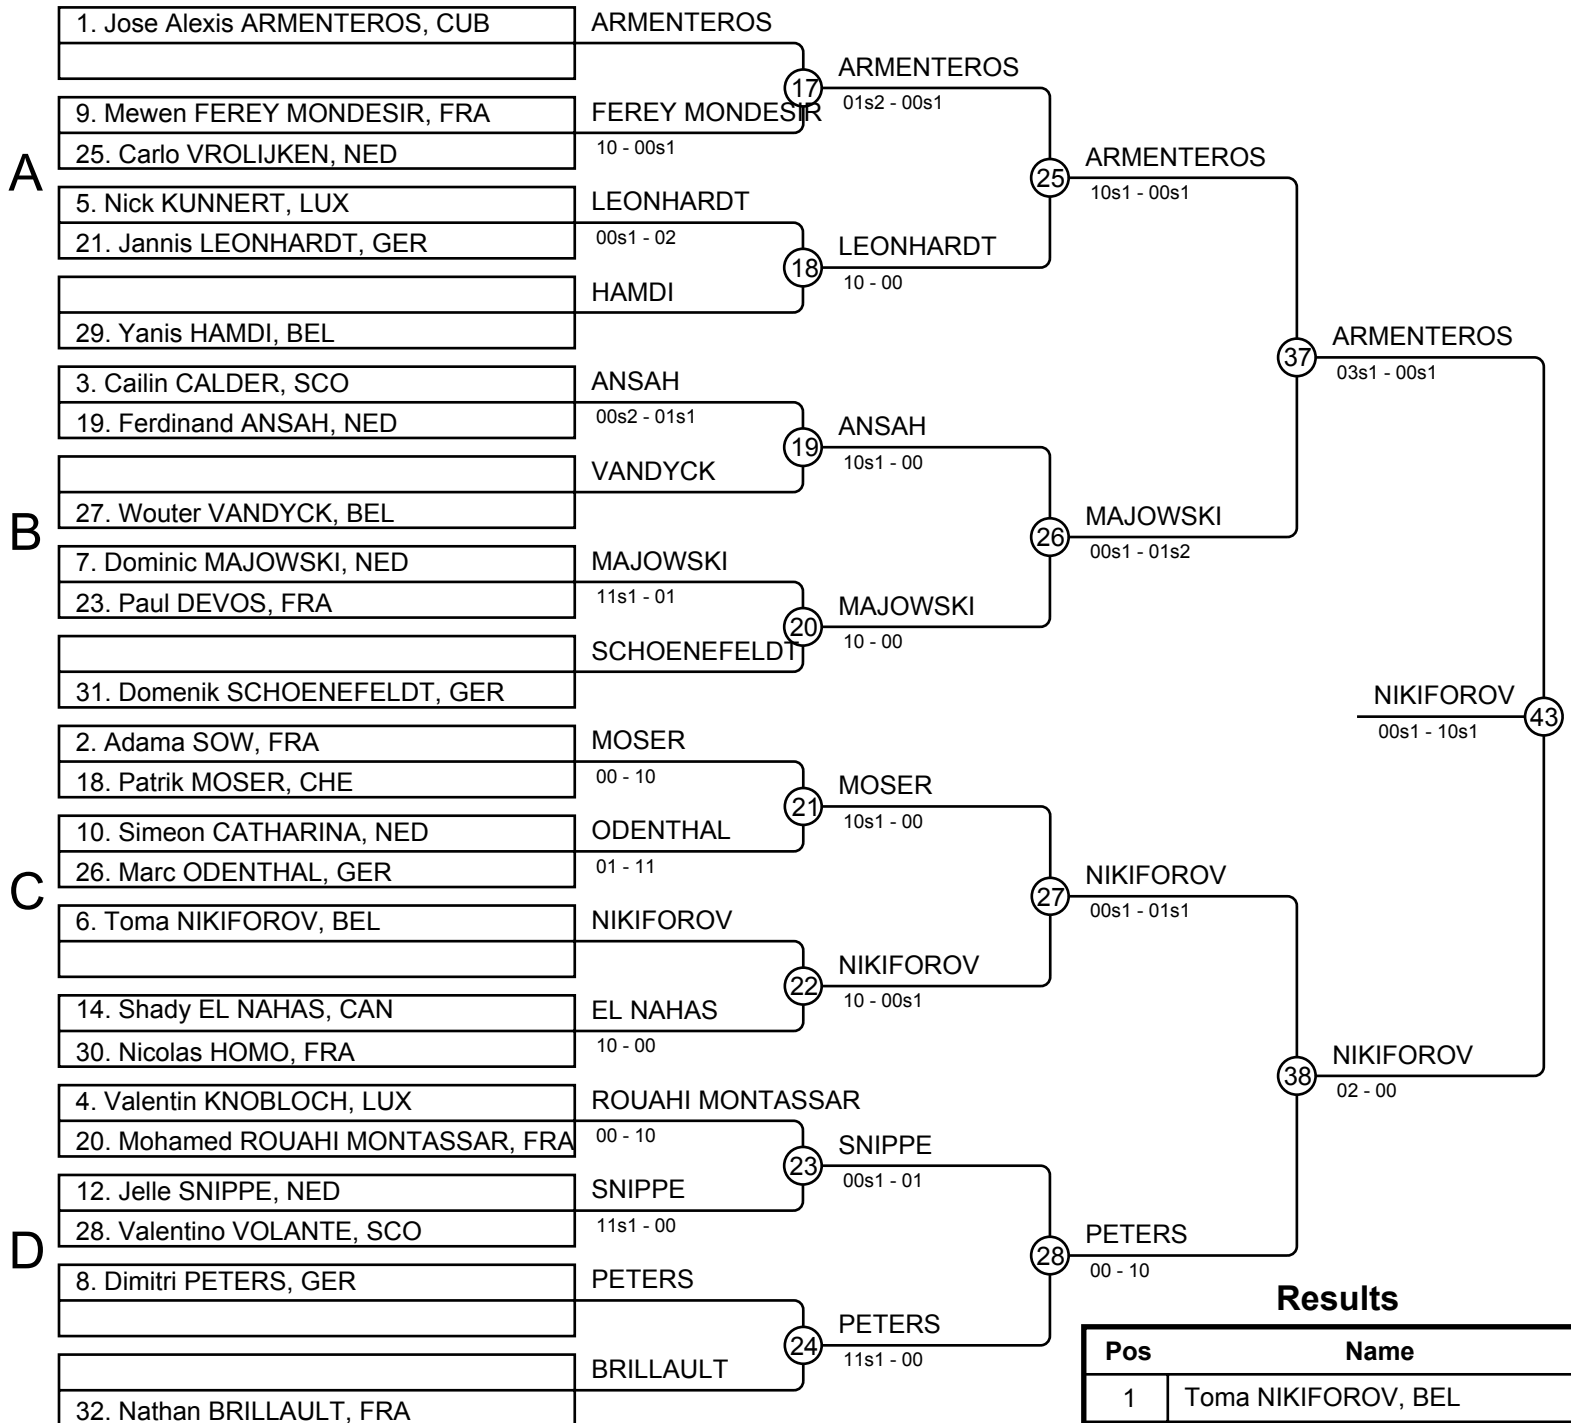 A
1. Jose Alexis ARMENTEROS, CUB
9. Mewen FEREY MONDESIR, FRA
25. Carlo VROLIJKEN, NED
5. Nick KUNNERT, LUX
21. Jannis LEONHARDT, GER
29. Yanis HAMDI, BEL
B
3. Cailin CALDER, SCO
19. Ferdinand ANSAH, NED
27. Wouter VANDYCK, BEL
7. Dominic MAJOWSKI, NED
23. Paul DEVOS, FRA
31. Domenik SCHOENEFELDT, GER
C
2. Adama SOW, FRA
18. Patrik MOSER, CHE
10. Simeon CATHARINA, NED
26. Marc ODENTHAL, GER
6. Toma NIKIFOROV, BEL
14. Shady EL NAHAS, CAN
30. Nicolas HOMO, FRA
D
4. Valentin KNOBLOCH, LUX
20. Mohamed ROUAHI MONTASSAR, FRA
12. Jelle SNIPPE, NED
28. Valentino VOLANTE, SCO
8. Dimitri PETERS, GER
32. Nathan BRILLAULT, FRA
ARMENTEROS
FEREY MONDESIR
10 - 00s1
LEONHARDT
00s1 - 02
HAMDI
ANSAH
00s2 - 01s1
VANDYCK
MAJOWSKI
11s1 - 01
SCHOENEFELDT
MOSER
00 - 10
ODENTHAL
01 - 11
NIKIFOROV
EL NAHAS
10 - 00
ROUAHI MONTASSAR
00 - 10
SNIPPE
11s1 - 00
PETERS
BRILLAULT
17
ARMENTEROS
01s2 - 00s1
18
LEONHARDT
10 - 00
19
ANSAH
10s1 - 00
20
MAJOWSKI
10 - 00
21
MOSER
10s1 - 00
22
NIKIFOROV
10 - 00s1
23
SNIPPE
00s1 - 01
24
PETERS
11s1 - 00
25
ARMENTEROS
10s1 - 00s1
26
MAJOWSKI
00s1 - 01s2
27
NIKIFOROV
00s1 - 01s1
28
PETERS
00 - 10
37
ARMENTEROS
03s1 - 00s1
38
NIKIFOROV
02 - 00
NIKIFOROV
43
00s1 - 10s1
Results
Pos Name
1 Toma NIKIFOROV, BEL